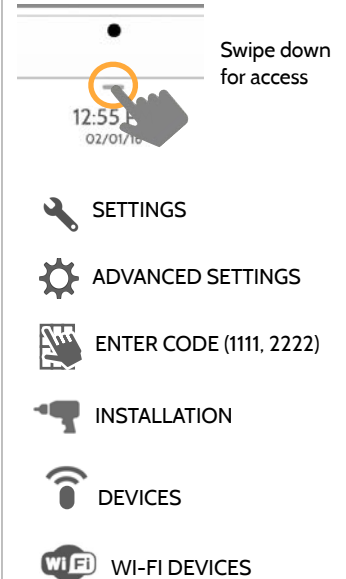 Swipe down
for access
12:55 P
02/01/16
SETTINGS
ADVANCED SETTINGS
ENTER CODE (1111, 2222)
INSTALLATION
DEVICES
WiFi WI-FI DEVICES